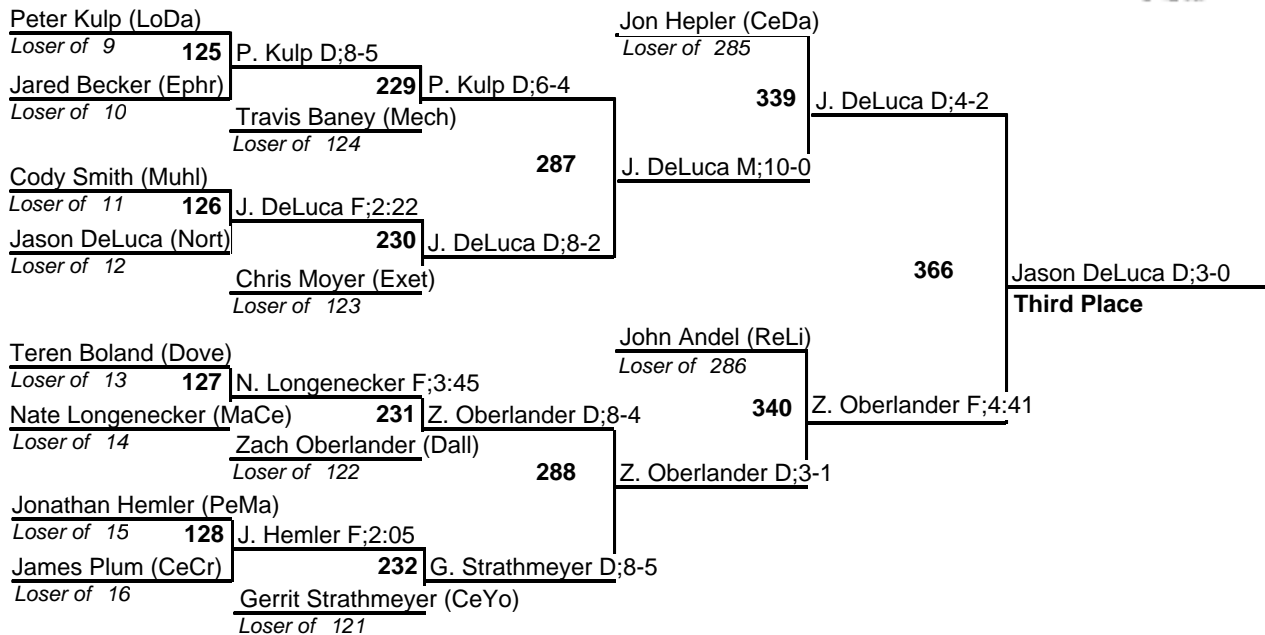 Peter Kulp (LoDa)
Loser of 9
125
Jared Becker (Ephr)
Loser of 10
P. Kulp D;8-5
229
Travis Baney (Mech)
Loser of 124
P. Kulp D;6-4
Cody Smith (Muhl)
Loser of 11
126
Jason DeLuca (Nort)
Loser of 12
J. DeLuca F;2:22
230
Chris Moyer (Exet)
Loser of 123
J. DeLuca D;8-2
287
Jon Hepler (CeDa)
Loser of 285
339
J. DeLuca M;10-0
J. DeLuca D;4-2
Teren Boland (Dove)
Loser of 13
127
Nate Longenecker (MaCe)
Loser of 14
N. Longenecker F;3:45
231
Zach Oberlander (Dall)
Loser of 122
Z. Oberlander D;8-4
Jonathan Hemler (PeMa)
Loser of 15
128
James Plum (CeCr)
Loser of 16
J. Hemler F;2:05
232
Gerrit Strathmeyer (CeYo)
Loser of 121
G. Strathmeyer D;8-5
288
John Andel (ReLi)
Loser of 286
340
Z. Oberlander D;3-1
Z. Oberlander F;4:41
366
Jason DeLuca D;3-0
Third Place